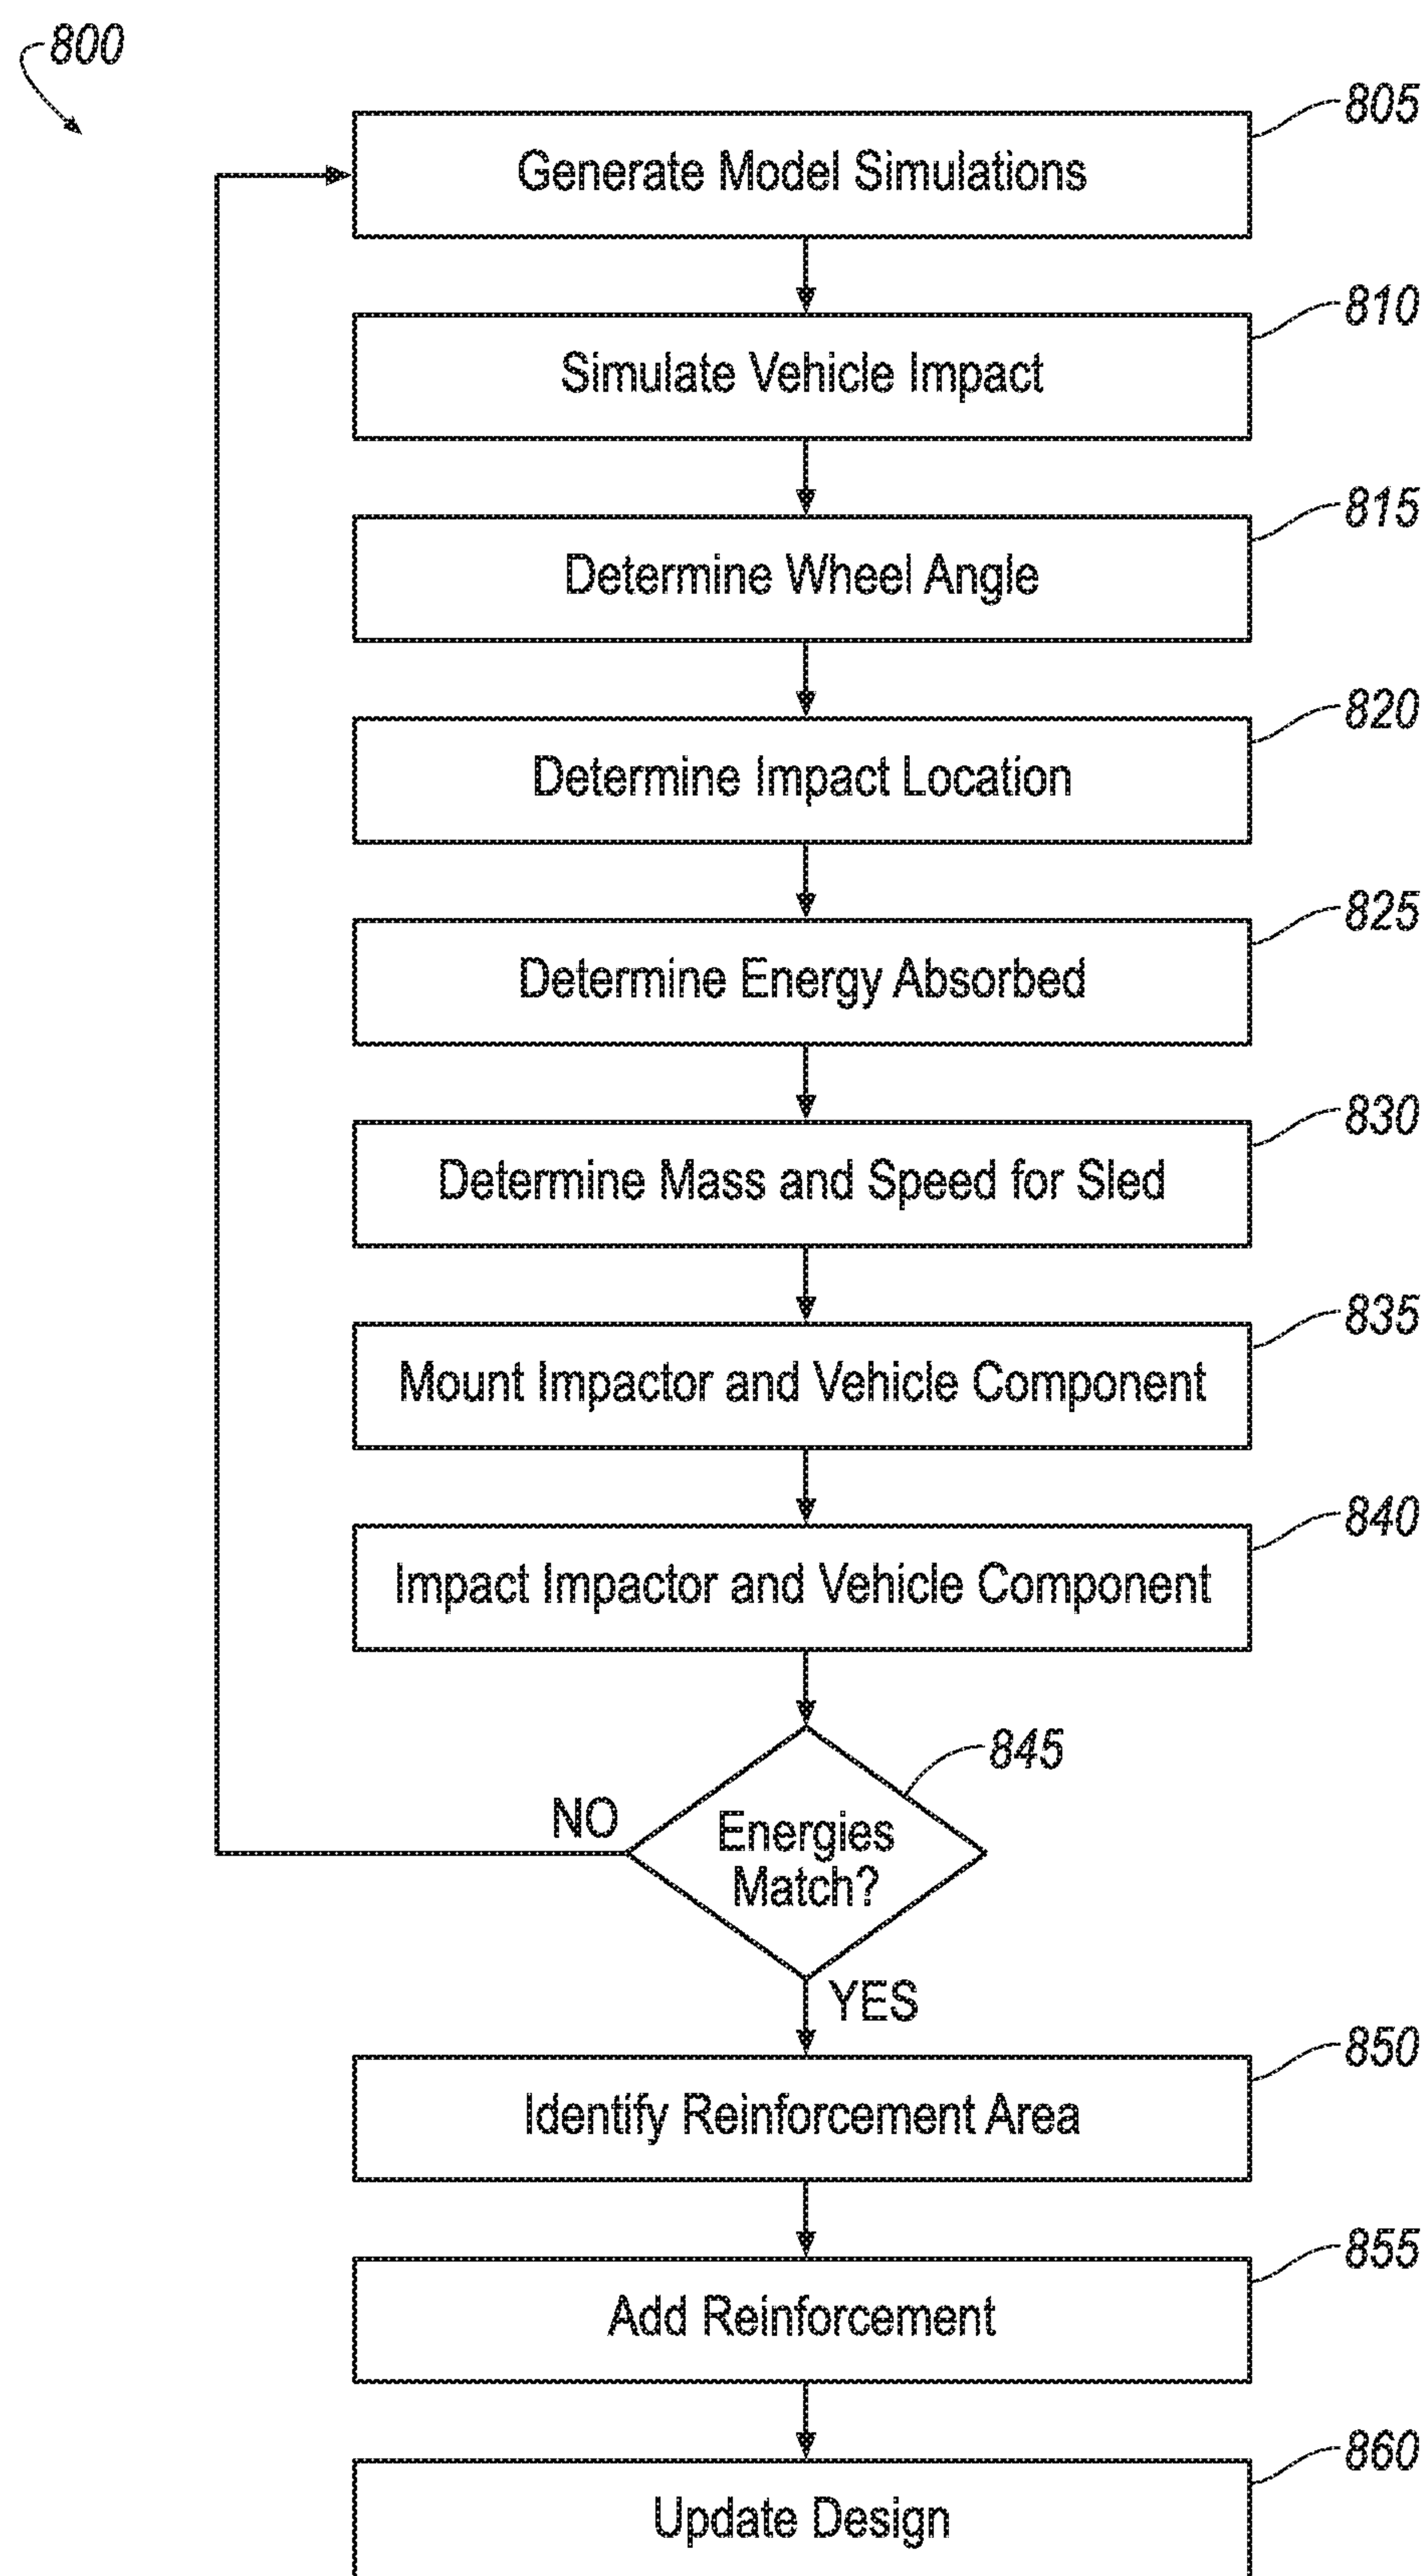 800
805
Generate Model Simulations
810
Simulate Vehicle Impact
815
Determine Wheel Angle
820
Determine Impact Location
825
Determine Energy Absorbed
830
Determine Mass and Speed for Sled
835
Mount Impactor and Vehicle Component
840
Impact Impactor and Vehicle Component
845
NO
Energies
Match?
YES
850
Identify Reinforcement Area
855
Add Reinforcement
860
Update Design